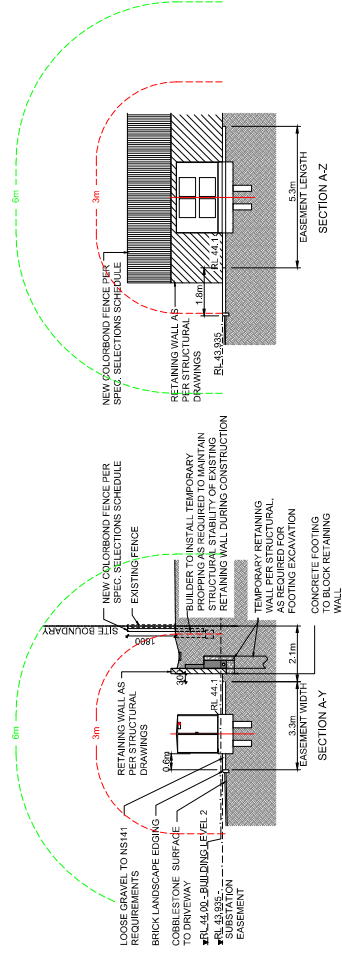 6m
3m
NEW COLORBOND FENCE PER
SPEC. SELECTIONS SCHEDULE
RETAINING WALL AS
PER STRUCTURAL
DRAWINGS
1.8m
RL 44.1
RL 43.935
5.3m
EASEMENT LENGTH
SECTION A-Z
6m
3m
NEW COLORBOND FENCE PER
SPEC. SELECTIONS SCHEDULE
EXISTING FENCE
SITE BOUNDARY
1800
BUILDER TO INSTALL TEMPORARY
PROPPING AS REQUIRED TO MAINTAIN
STRUCTURAL STABILITY OF EXISTING
RETAINING WALL DURING CONSTRUCTION
RETAINING WALL AS
PER STRUCTURAL
DRAWINGS
TEMPORARY RETAINING
WALL PER STRUCTURAL,
AS REQUIRED FOR
FOOTING EXCAVATION
CONCRETE FOOTING
TO BLOCK RETAINING
WALL
LOOSE GRAVEL TO NS141
REQUIREMENTS
BRICK LANDSCAPE EDGING
COBBLESTONE SURFACE
TO DRIVEWAY
RL 44.00 - BUILDING LEVEL 2
RL 43.935 -
SUBSTATION
EASEMENT
0.6m
RL 44.1
2.1m
3.3m
EASEMENT WIDTH
SECTION A-Y